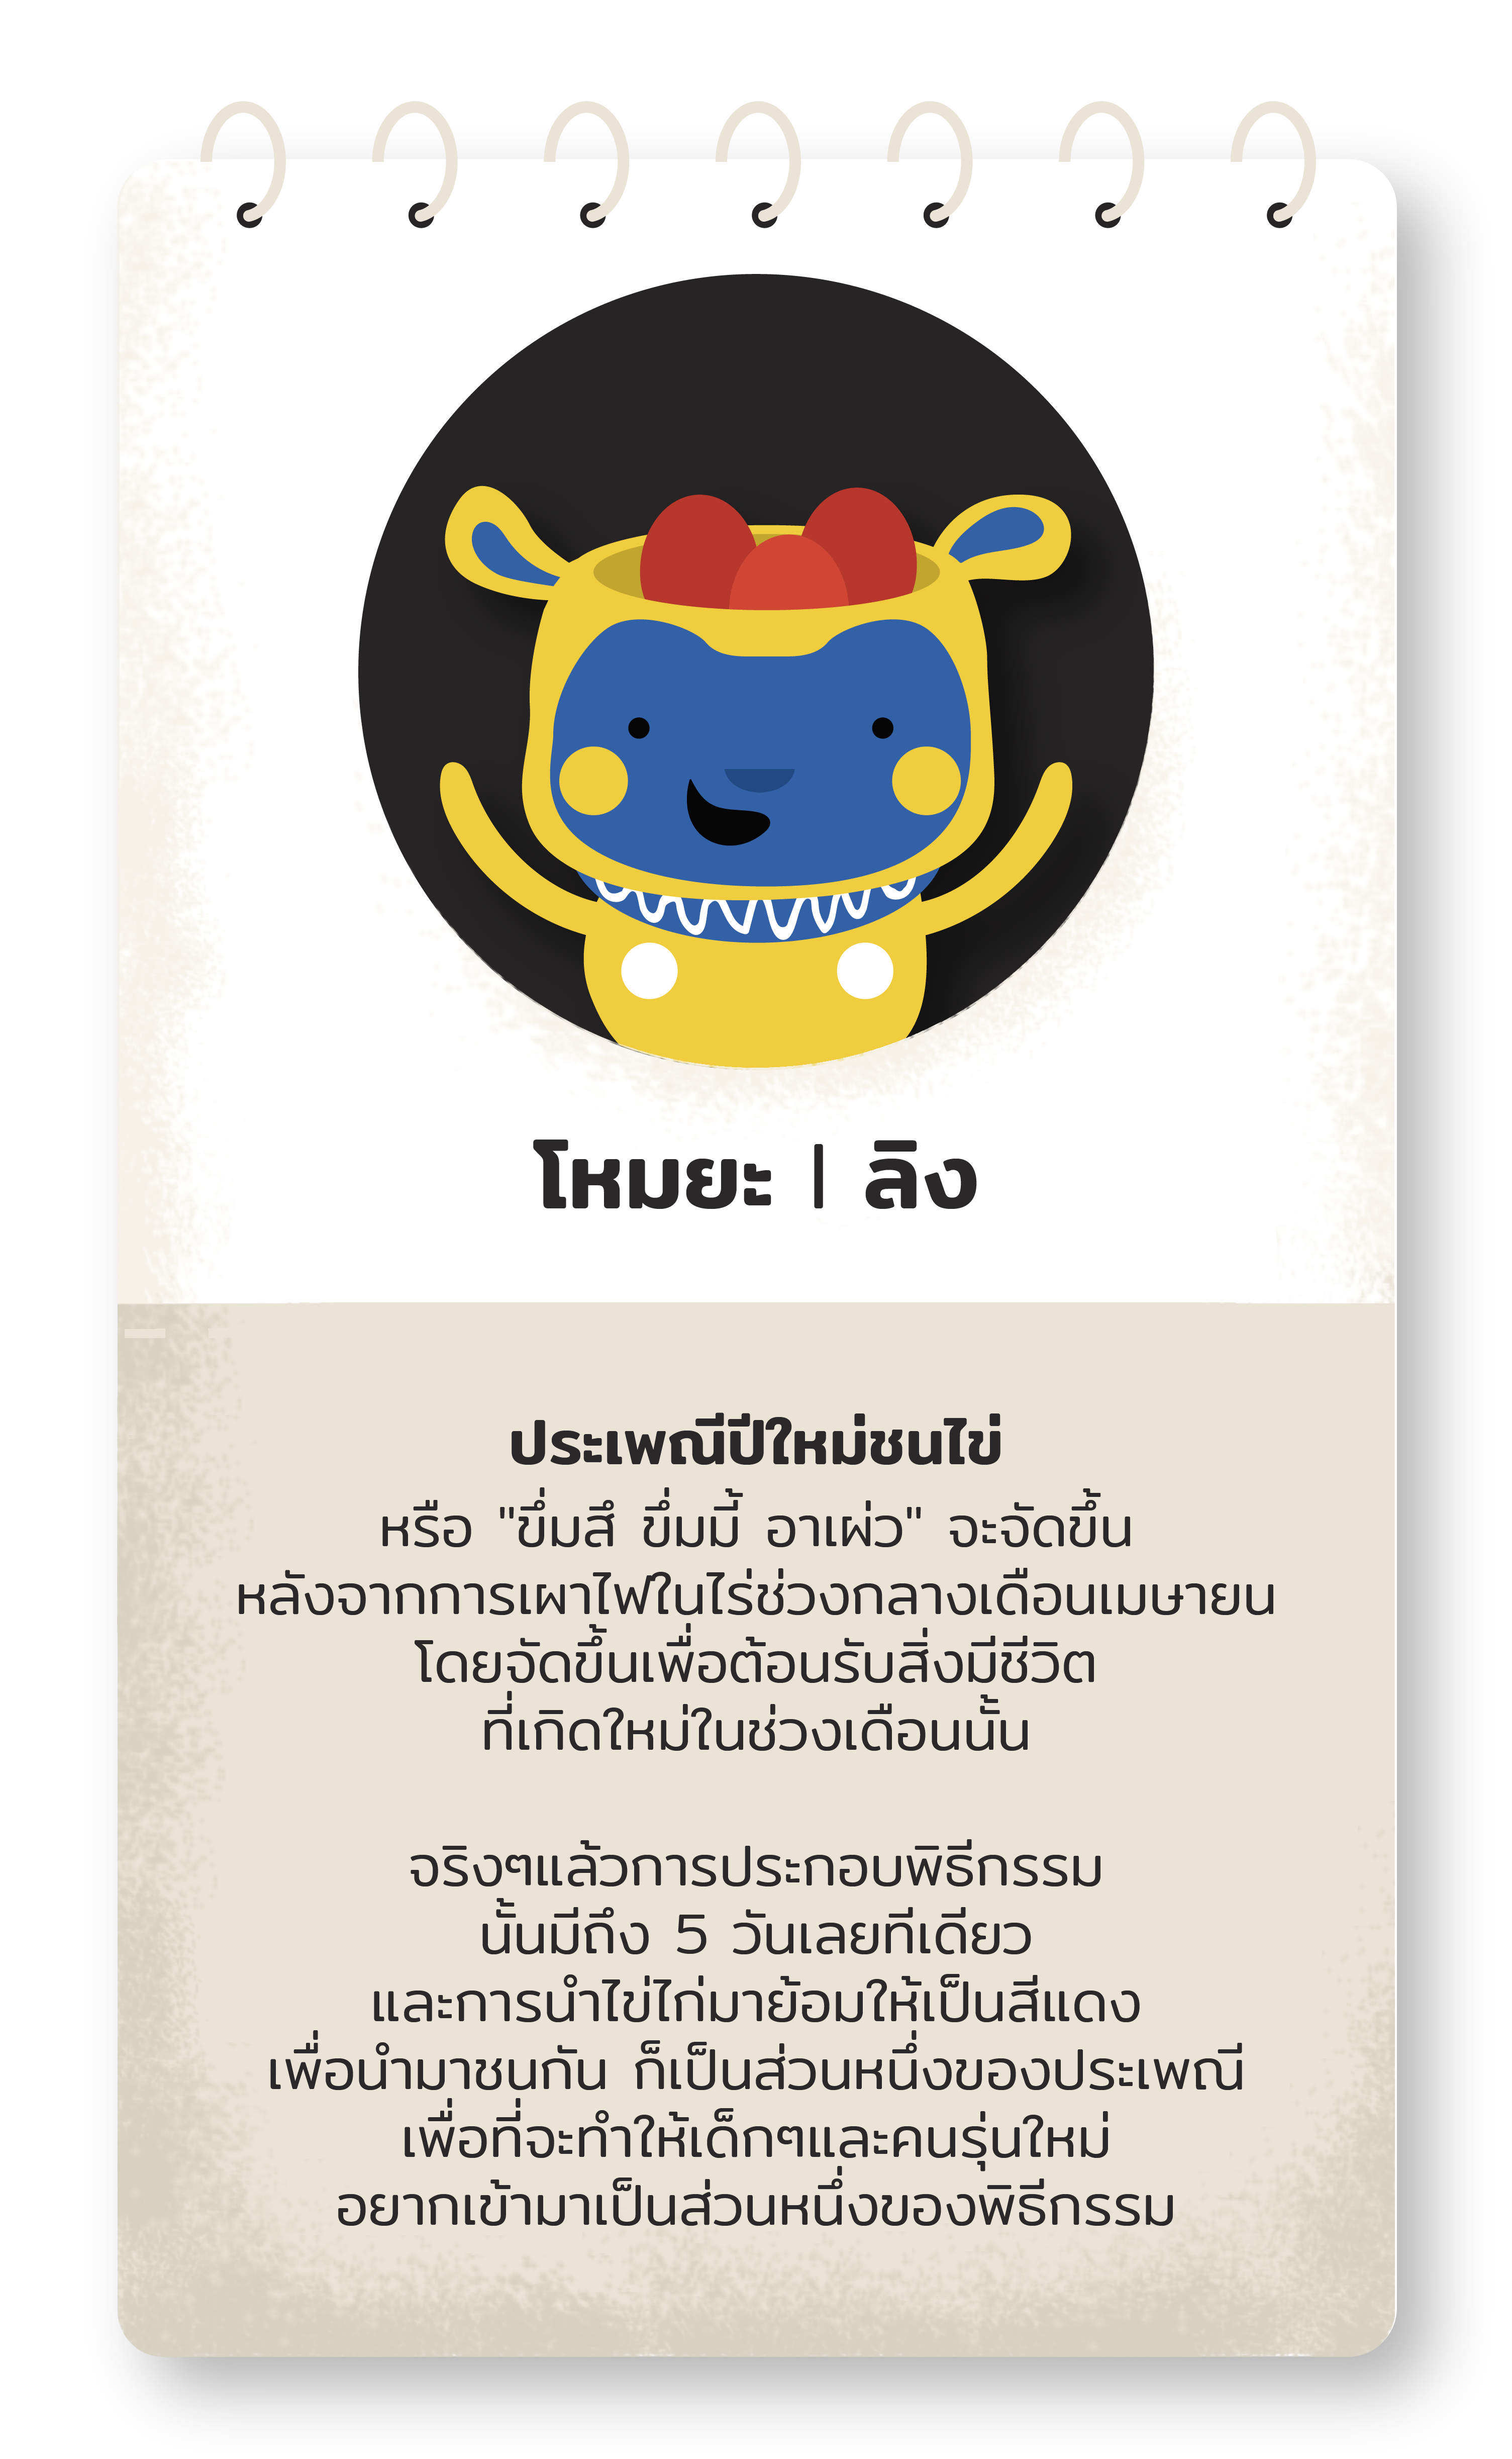 โหมยะ | ลิง
ประเพณีปีใหม่ชนไข่
หรือ "ขึ่มสึ ขึ่มมี้ อาเผ่ว" จะจัดขึ้น
หลังจากการเผาไฟในไร่ช่วงกลางเดือนเมษายน
โดยจัดขึ้นเพื่อต้อนรับสิ่งมีชีวิต
ที่เกิดใหม่ในช่วงเดือนนั้น
จริงๆแล้วการประกอบพิธีกรรม
นั้นมีถึง 5 วันเลยทีเดียว
และการนำไข่ไก่มาย้อมให้เป็นสีแดง
เพื่อนำมาชนกัน ก็เป็นส่วนหนึ่งของประเพณี
เพื่อที่จะทำให้เด็กๆและคนรุ่นใหม่
อยากเข้ามาเป็นส่วนหนึ่งของพิธีกรรม